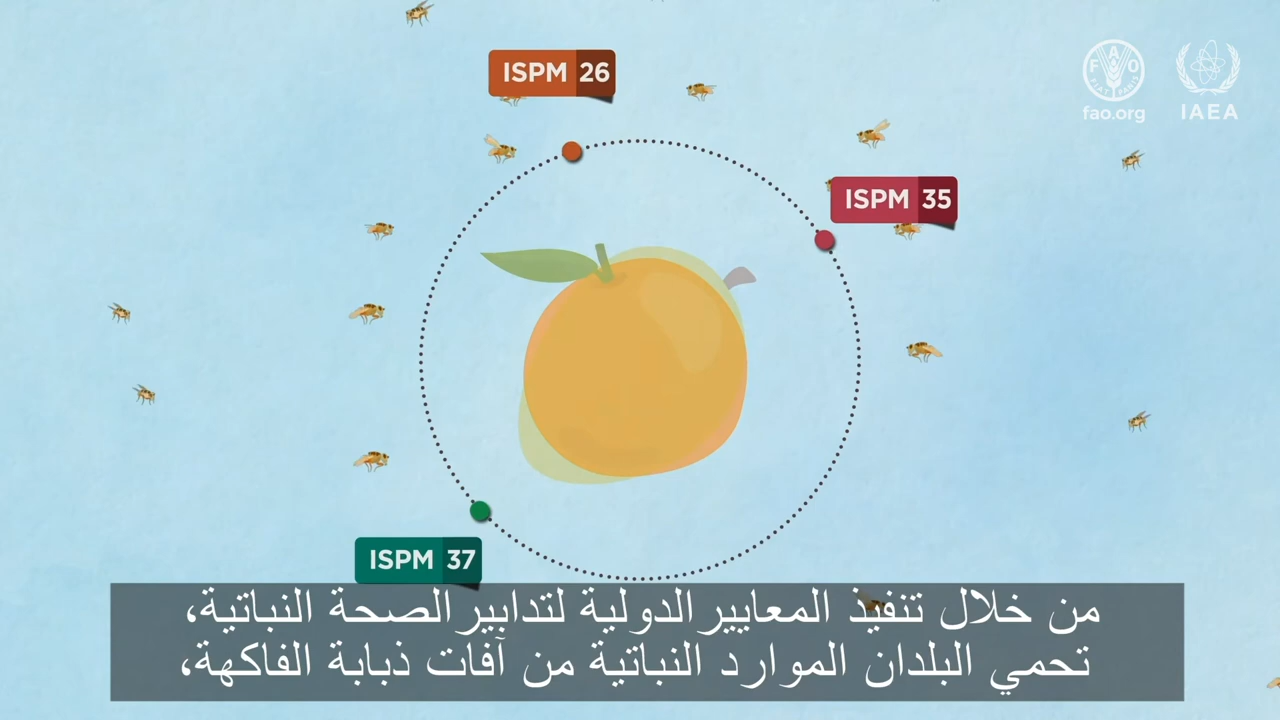 ISPM 26
fao.org
IAEA
ISPM 35
ISPM 37
من خلال تنفيذ المعايير الدولية لتدابير الصحة النباتية،
تحمي البلدان الموارد النباتية من آفات ذبابة الفاكهة،